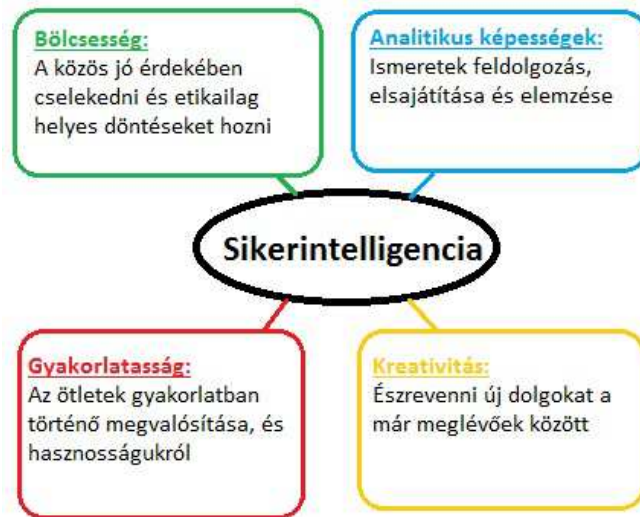 Bölcsesség:
A közös jó érdekében
cselekedni és etikailag
helyes döntéseket hozni
Analitikus képességek:
Ismeretek feldolgozás,
elsajátítása és elemzése
Sikerintelligencia
Gyakorlatasság:
Az ötletek gyakorlatban
történő megvalósítása, és
hasznosságukról
Kreativitás:
Észrevenni új dolgokat a
már meglévőek között